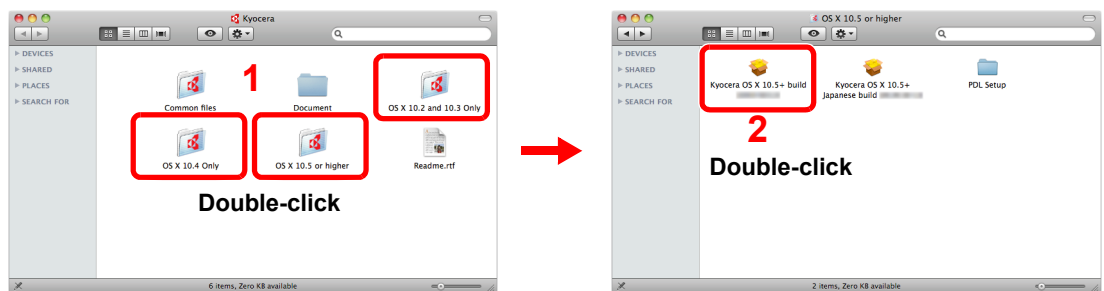 Kyocera
DEVICES
SHARED
PLACES
SEARCH FOR
1
Common files
Document
OS X 10.2 and 10.3 Only
OS X 10.4 Only
OS X 10.5 or higher
Readme.rtf
Double-click
6 items, Zero KB available
OS X 10.5 or higher
DEVICES
SHARED
PLACES
SEARCH FOR
Kyocera OS X 10.5+ build
Kyocera OS X 10.5+
Japanese build
PDL Setup
2
Double-click
2 items, Zero KB available